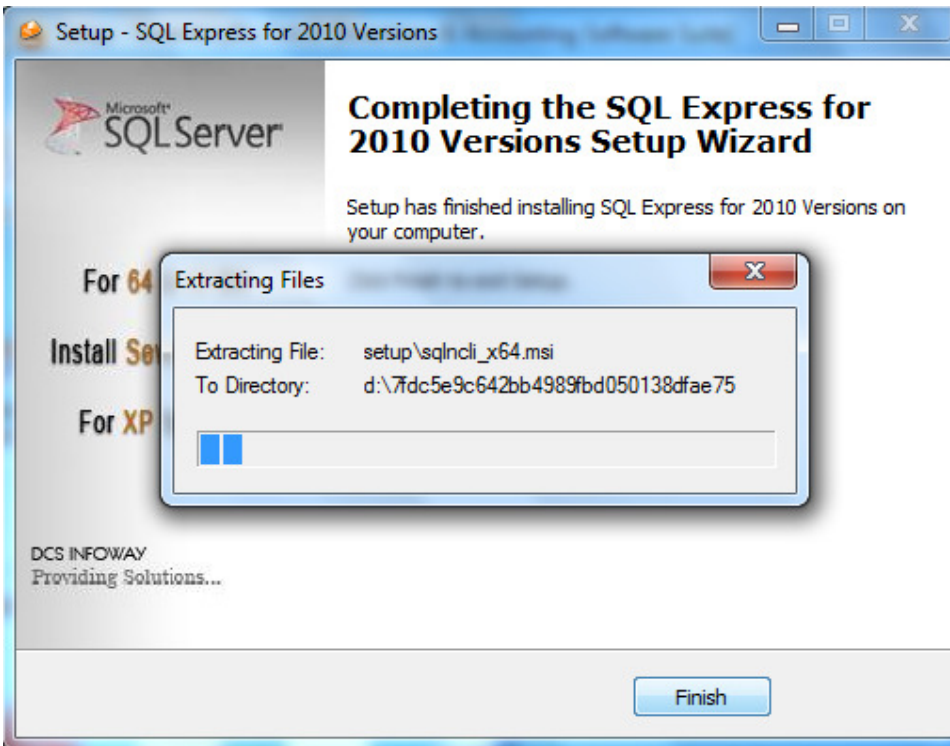 Setup - SQL Express for 2010 Versions
Microsoft®
SQL Server
Completing the SQL Express for
2010 Versions Setup Wizard
Setup has finished installing SQL Express for 2010 Versions on
your computer.
Extracting Files
Extracting File: setup\sqlncli_x64.msi
To Directory: d:\7fdc5e9c642bb4989fbd050138dfae75
For 64
Install
For XP
DCS INFOWAY
Providing Solutions...
Finish